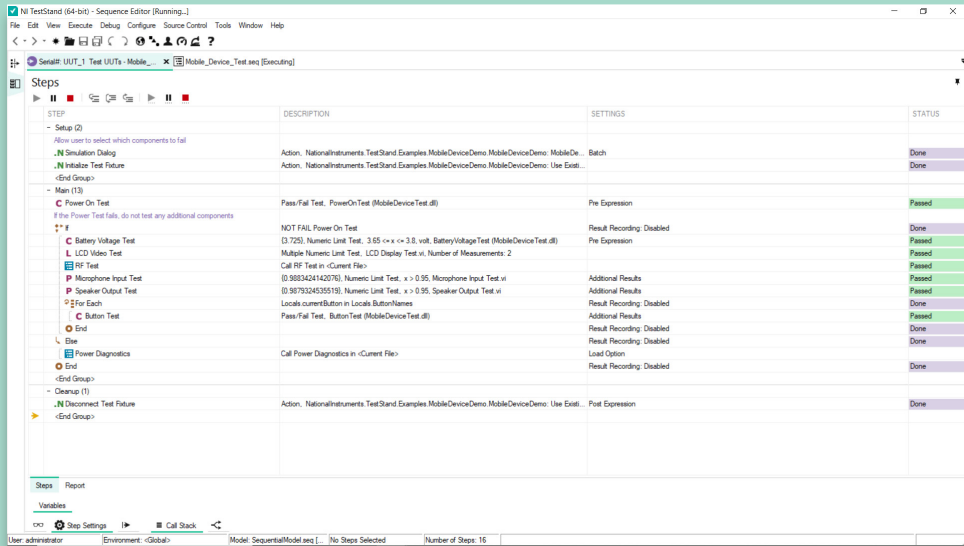 NI TestStand (64-bit) - Sequence Editor [Running...]
File Edit View Execute Debug Configure Source Control Tools Window Help
Serial#: UUT_1 Test UUTs - Mobile_... Mobile_Device_Test.seq [Executing]
Steps
STEP DESCRIPTION SETTINGS STATUS
- Setup (2)
Allow user to select which components to fail
.N Simulation Dialog Action, NationalInstruments.TestStand.Examples.MobileDeviceDemo.MobileDeviceDemo: MobileDe... Batch Done
.N Initialize Test Fixture Action, NationalInstruments.TestStand.Examples.MobileDeviceDemo.MobileDeviceDemo: Use Existi... Done
<End Group>
- Main (13)
C Power On Test Pass/Fail Test, PowerOnTest (MobileDeviceTest.dll) Pre Expression Passed
If the Power Test fails, do not test any additional components
If NOT FAIL Power On Test Result Recording: Disabled Done
C Battery Voltage Test {3.725}, Numeric Limit Test, 3.65 <= x <= 3.8, volt, BatteryVoltageTest (MobileDeviceTest.dll) Pre Expression Passed
L LCD Video Test Multiple Numeric Limit Test, LCD Display Test.vi, Number of Measurements: 2 Passed
RF Test Call RF Test in <Current File> Passed
P Microphone Input Test {0.9883424142076}, Numeric Limit Test, x > 0.95, Microphone Input Test.vi Additional Results Passed
P Speaker Output Test {0.9879324535519}, Numeric Limit Test, x > 0.95, Speaker Output Test.vi Additional Results Passed
For Each Locals.currentButton in Locals.ButtonNames Result Recording: Disabled Done
C Button Test Pass/Fail Test, ButtonTest (MobileDeviceTest.dll) Additional Results Passed
End Result Recording: Disabled Done
Else Result Recording: Disabled Done
Power Diagnostics Call Power Diagnostics in <Current File> Load Option
End Result Recording: Disabled Done
<End Group>
- Cleanup (1)
.N Disconnect Test Fixture Action, NationalInstruments.TestStand.Examples.MobileDeviceDemo.MobileDeviceDemo: Use Existi... Post Expression Done
<End Group>
Steps Report
Variables
Step Settings Call Stack
User: administrator Environment: <Global> Model: SequentialModel.seq [... No Steps Selected Number of Steps: 16